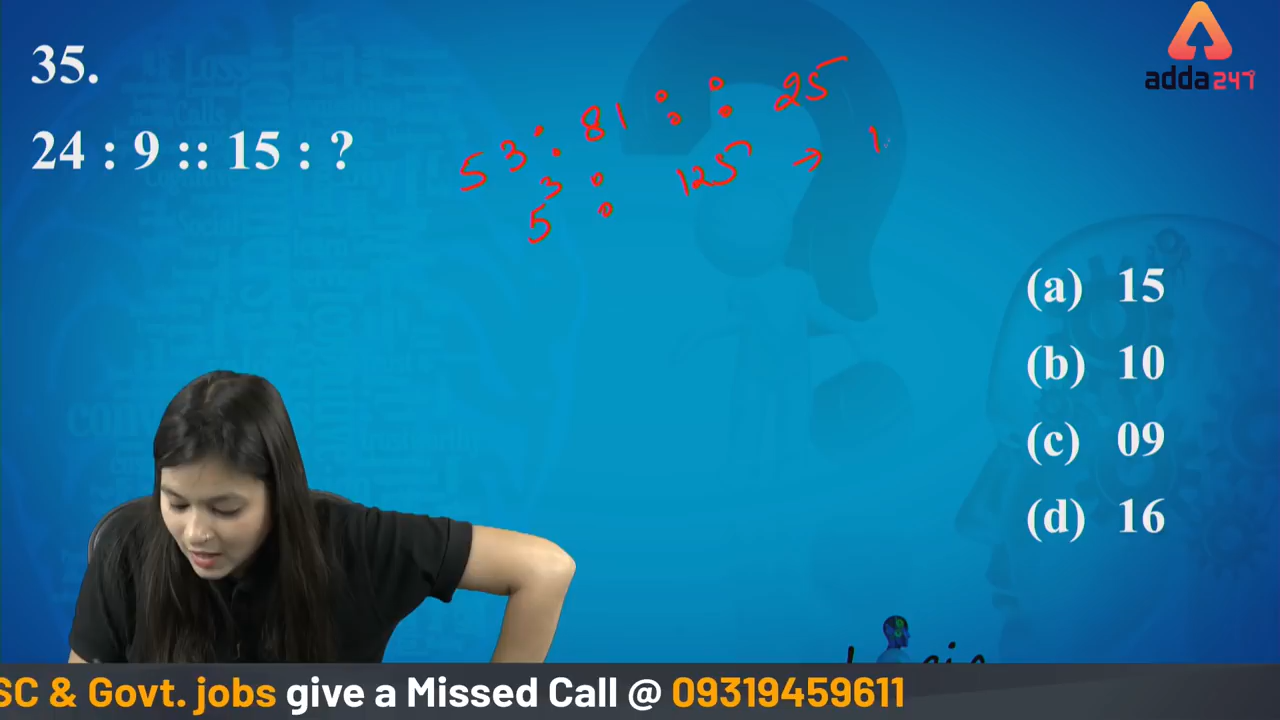 35.
24 : 9 :: 15 : ?
53 : 81 :: 25
3 :
5 125 → 1
adda247
(a) 15
(b) 10
(c) 09
(d) 16
SC & Govt. jobs give a Missed Call @ 09319459611